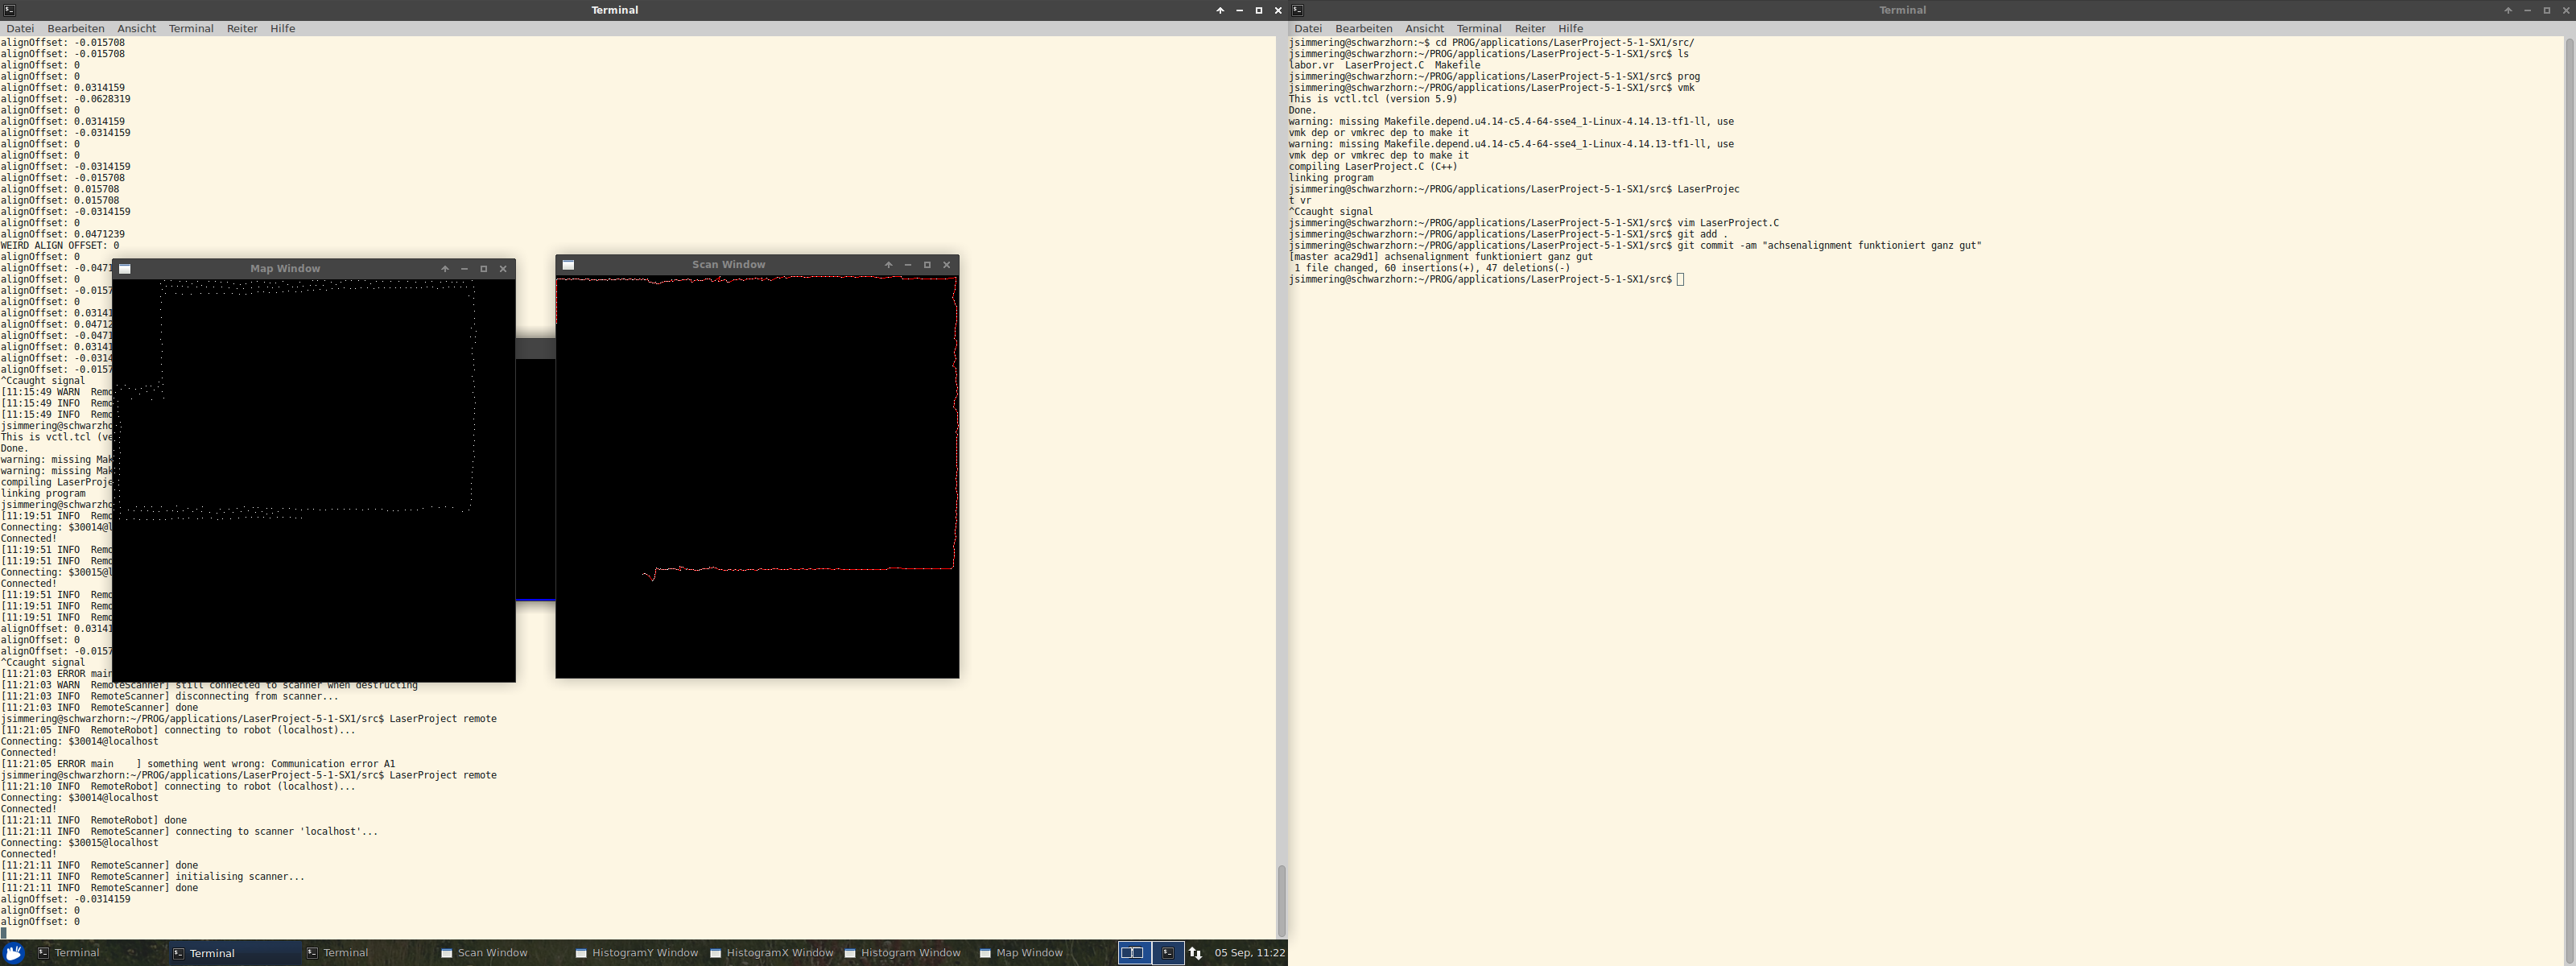 Terminal
Datei Bearbeiten Ansicht Terminal Reiter Hilfe
alignOffset: -0.015708
alignOffset: -0.015708
alignOffset: 0
alignOffset: 0
alignOffset: 0.0314159
alignOffset: -0.0628319
alignOffset: 0
alignOffset: 0.0314159
alignOffset: -0.0314159
alignOffset: 0
alignOffset: 0
alignOffset: -0.0314159
alignOffset: -0.015708
alignOffset: 0.015708
alignOffset: 0.015708
alignOffset: -0.0314159
alignOffset: 0
alignOffset: 0.0471239
WEIRD ALIGN OFFSET: 0
alignOffset: 0
alignOffset: -0.0471
alignOffset: 0
alignOffset: -0.0157
alignOffset: 0
alignOffset: 0.03141
alignOffset: 0.04712
alignOffset: -0.0471
alignOffset: 0.03141
alignOffset: -0.0314
alignOffset: -0.0157
^Ccaught signal
[11:15:49 WARN  Remo
[11:15:49 INFO  Remo
[11:15:49 INFO  Remo
jsimmering@schwarzho
This is vctl.tcl (ve
Done.
warning: missing Mak
warning: missing Mak
compiling LaserProje
linking program
jsimmering@schwarzho
[11:19:51 INFO  Remo
Connecting: $30014@l
Connected!
[11:19:51 INFO  Remo
[11:19:51 INFO  Remo
Connecting: $30015@l
Connected!
[11:19:51 INFO  Remo
[11:19:51 INFO  Remo
[11:19:51 INFO  Remo
alignOffset: 0.03141
alignOffset: 0
alignOffset: -0.0157
^Ccaught signal
[11:21:03 ERROR main
[11:21:03 WARN  RemoteScanner] still connected to scanner when destructing
[11:21:03 INFO  RemoteScanner] disconnecting from scanner...
[11:21:03 INFO  RemoteScanner] done
jsimmering@schwarzhorn:~/PROG/applications/LaserProject-5-1-SX1/src$ LaserProject remote
[11:21:05 INFO  RemoteRobot] connecting to robot (localhost)...
Connecting: $30014@localhost
Connected!
[11:21:05 ERROR main    ] something went wrong: Communication error A1
jsimmering@schwarzhorn:~/PROG/applications/LaserProject-5-1-SX1/src$ LaserProject remote
[11:21:10 INFO  RemoteRobot] connecting to robot (localhost)...
Connecting: $30014@localhost
Connected!
[11:21:11 INFO  RemoteRobot] done
[11:21:11 INFO  RemoteScanner] connecting to scanner 'localhost'...
Connecting: $30015@localhost
Connected!
[11:21:11 INFO  RemoteScanner] done
[11:21:11 INFO  RemoteScanner] initialising scanner...
[11:21:11 INFO  RemoteScanner] done
alignOffset: -0.0314159
alignOffset: 0
alignOffset: 0
Map Window
Scan Window
Terminal
Datei Bearbeiten Ansicht Terminal Reiter Hilfe
jsimmering@schwarzhorn:~$ cd PROG/applications/LaserProject-5-1-SX1/src/
jsimmering@schwarzhorn:~/PROG/applications/LaserProject-5-1-SX1/src$ ls
labor.vr  LaserProject.C  Makefile
jsimmering@schwarzhorn:~/PROG/applications/LaserProject-5-1-SX1/src$ prog
jsimmering@schwarzhorn:~/PROG/applications/LaserProject-5-1-SX1/src$ vmk
This is vctl.tcl (version 5.9)
Done.
warning: missing Makefile.depend.u4.14-c5.4-64-sse4_1-Linux-4.14.13-tf1-ll, use
vmk dep or vmkrec dep to make it
warning: missing Makefile.depend.u4.14-c5.4-64-sse4_1-Linux-4.14.13-tf1-ll, use
vmk dep or vmkrec dep to make it
compiling LaserProject.C (C++)
linking program
jsimmering@schwarzhorn:~/PROG/applications/LaserProject-5-1-SX1/src$ LaserProjec
t vr
^Ccaught signal
jsimmering@schwarzhorn:~/PROG/applications/LaserProject-5-1-SX1/src$ vim LaserProject.C
jsimmering@schwarzhorn:~/PROG/applications/LaserProject-5-1-SX1/src$ git add .
jsimmering@schwarzhorn:~/PROG/applications/LaserProject-5-1-SX1/src$ git commit -am "achsenalignment funktioniert ganz gut"
[master aca29d1] achsenalignment funktioniert ganz gut
 1 file changed, 60 insertions(+), 47 deletions(-)
jsimmering@schwarzhorn:~/PROG/applications/LaserProject-5-1-SX1/src$
Terminal Terminal Terminal Scan Window HistogramY Window HistogramX Window Histogram Window Map Window 05 Sep, 11:22